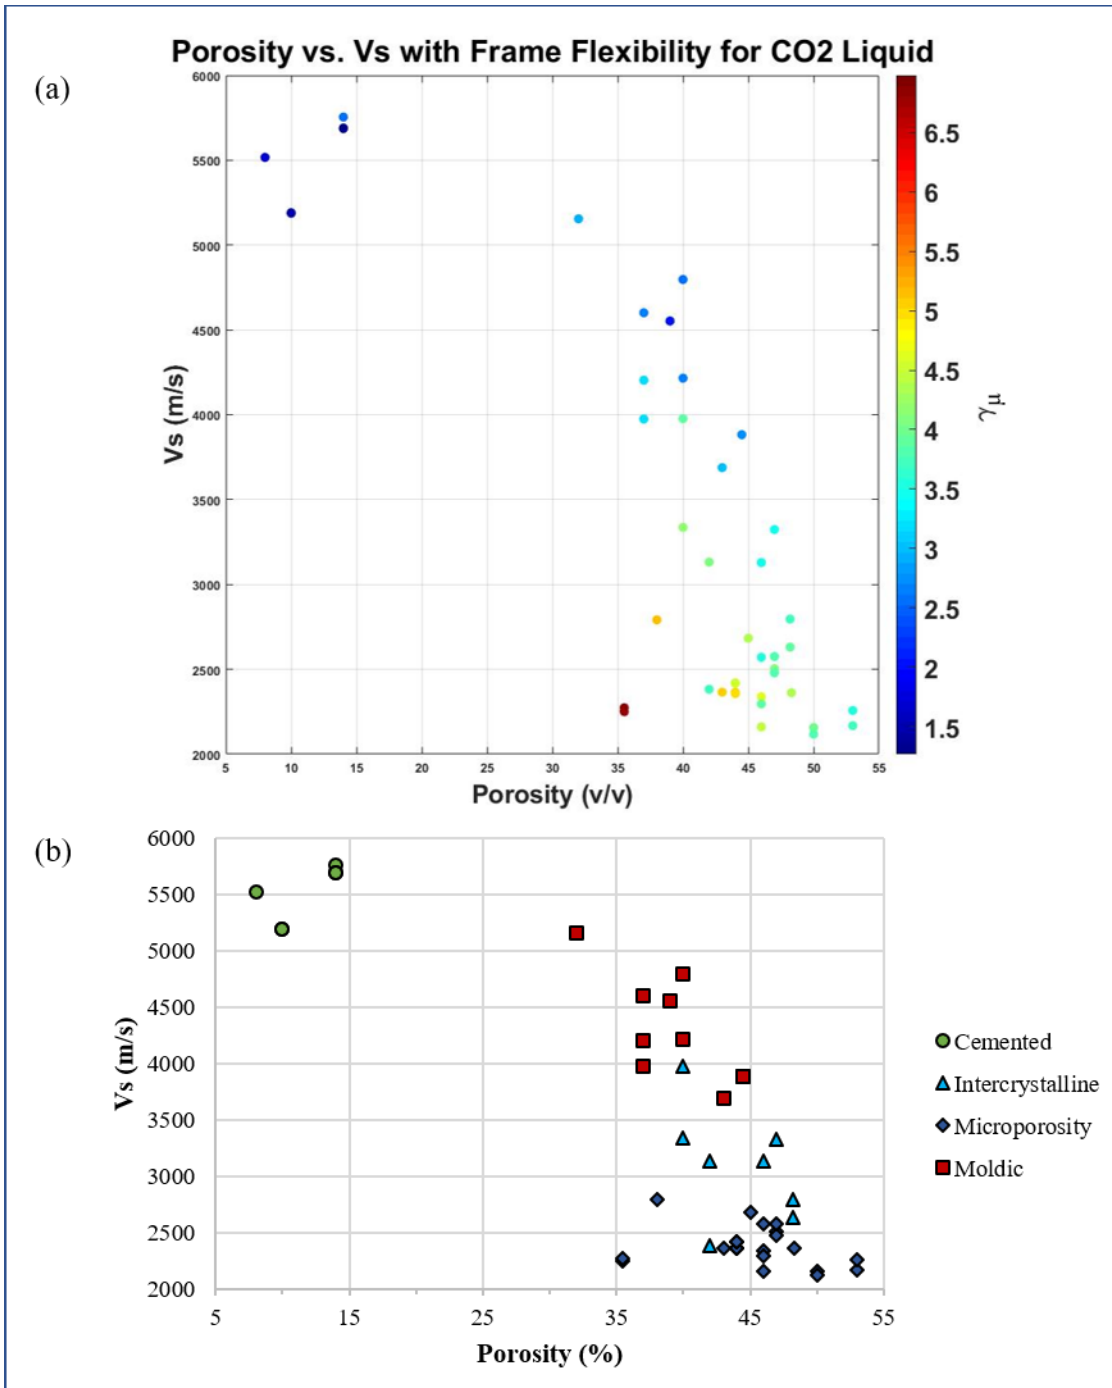 Porosity vs. Vs with Frame Flexibility for CO2 Liquid
(a)
6000
5500
5000
4500
4000
3500
3000
2500
2000
Vs (m/s)
5 10 15 20 25 30 35 40 45 50 55
Porosity (v/v)
6.5
6
5.5
5
4.5
4
3.5
3
2.5
2
1.5
γμ
(b)
6000
5500
5000
4500
4000
3500
3000
2500
2000
Vs (m/s)
5 15 25 35 45 55
Porosity (%)
Cemented
Intercrystalline
Microporosity
Moldic